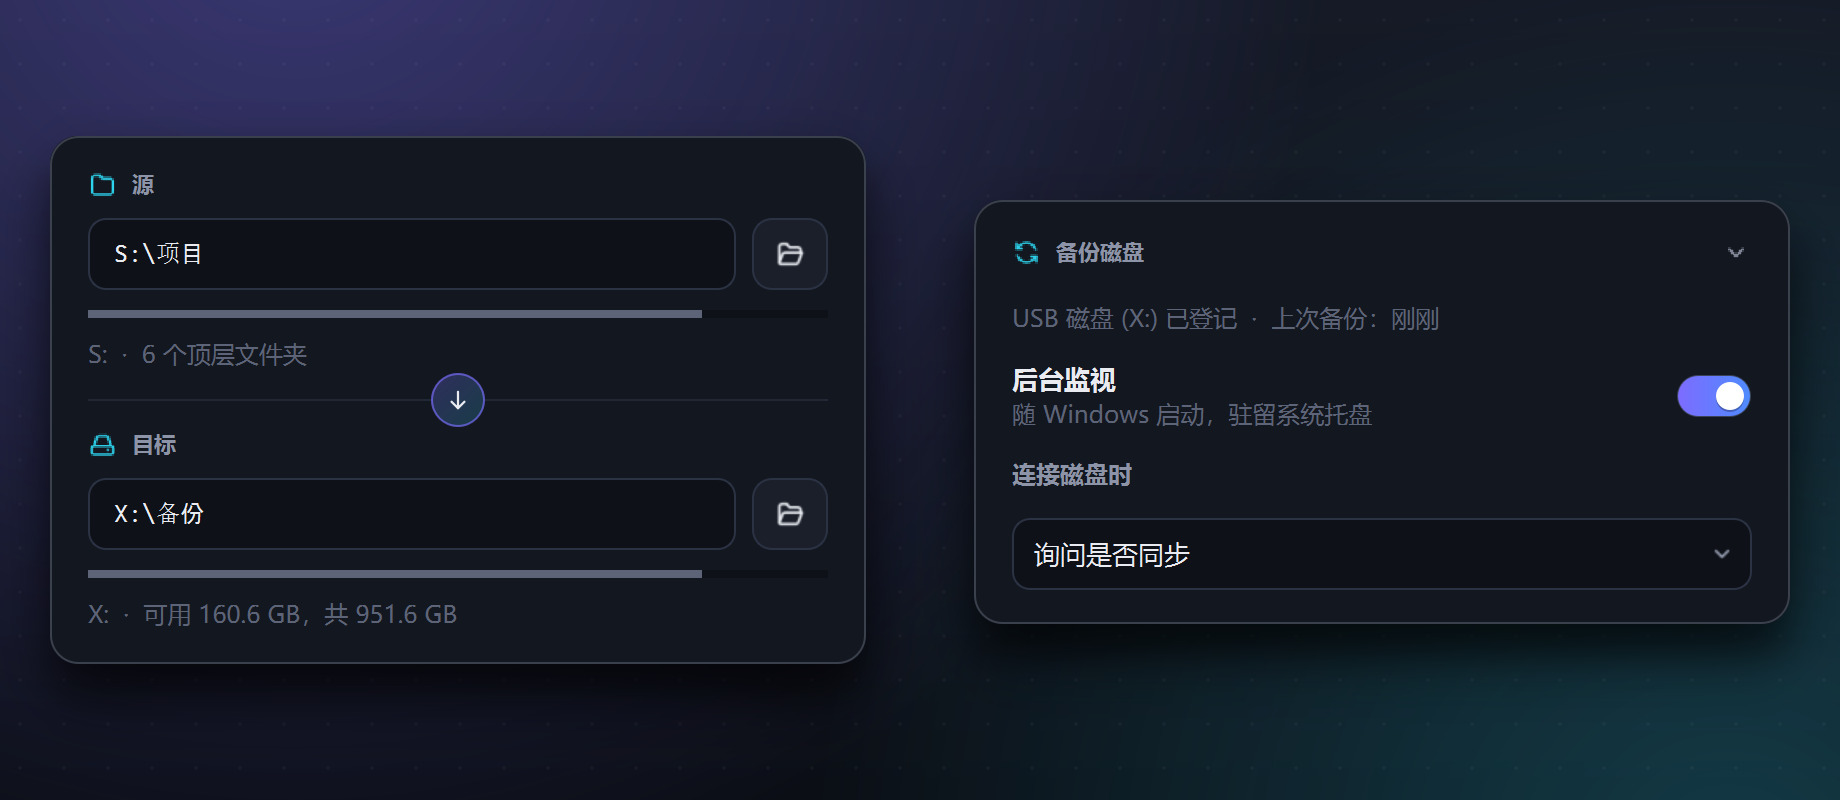 源
S:\项目
S: · 6 个顶层文件夹
目标
X:\备份
X: · 可用 160.6 GB，共 951.6 GB
备份磁盘
USB 磁盘 (X:) 已登记 · 上次备份：刚刚
后台监视
随 Windows 启动，驻留系统托盘
连接磁盘时
询问是否同步